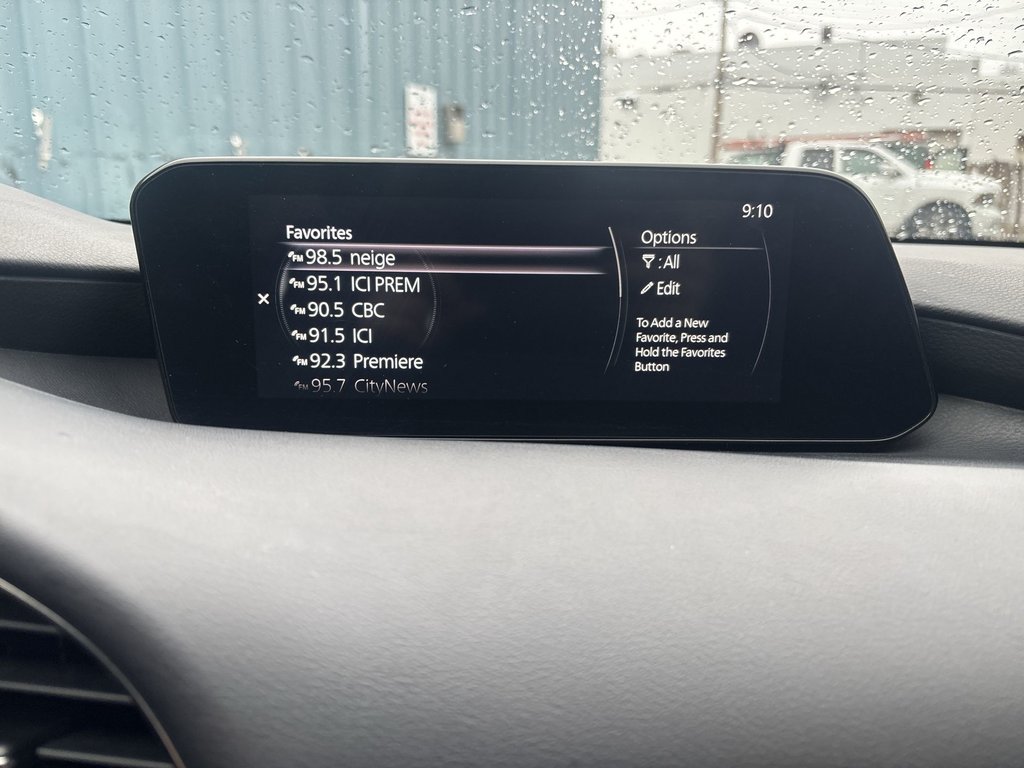 9:10
Favorites
FM 98.5 neige
FM 95.1 ICI PREM
FM 90.5 CBC
FM 91.5 ICI
FM 92.3 Premiere
FM 95.7 CityNews
Options
: All
Edit
To Add a New
Favorite, Press and
Hold the Favorites
Button